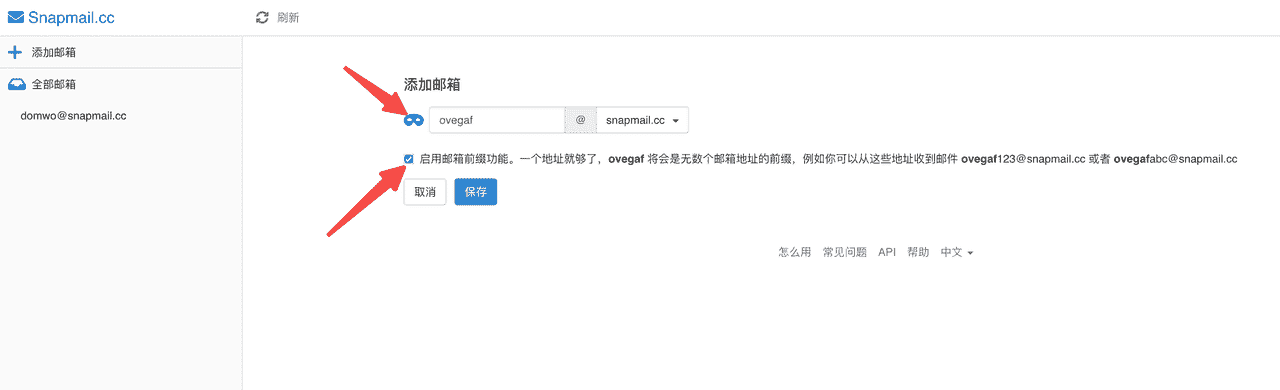 Snapmail.cc
刷新
添加邮箱
全部邮箱
domwo@snapmail.cc
添加邮箱
ovegaf @ snapmail.cc
启用邮箱前缀功能。一个地址就够了，ovegaf 将会是无数个邮箱地址的前缀，例如你可以从这些地址收到邮件 ovegaf123@snapmail.cc 或者 ovegafabc@snapmail.cc
取消 保存
怎么用 常见问题 API 帮助 中文